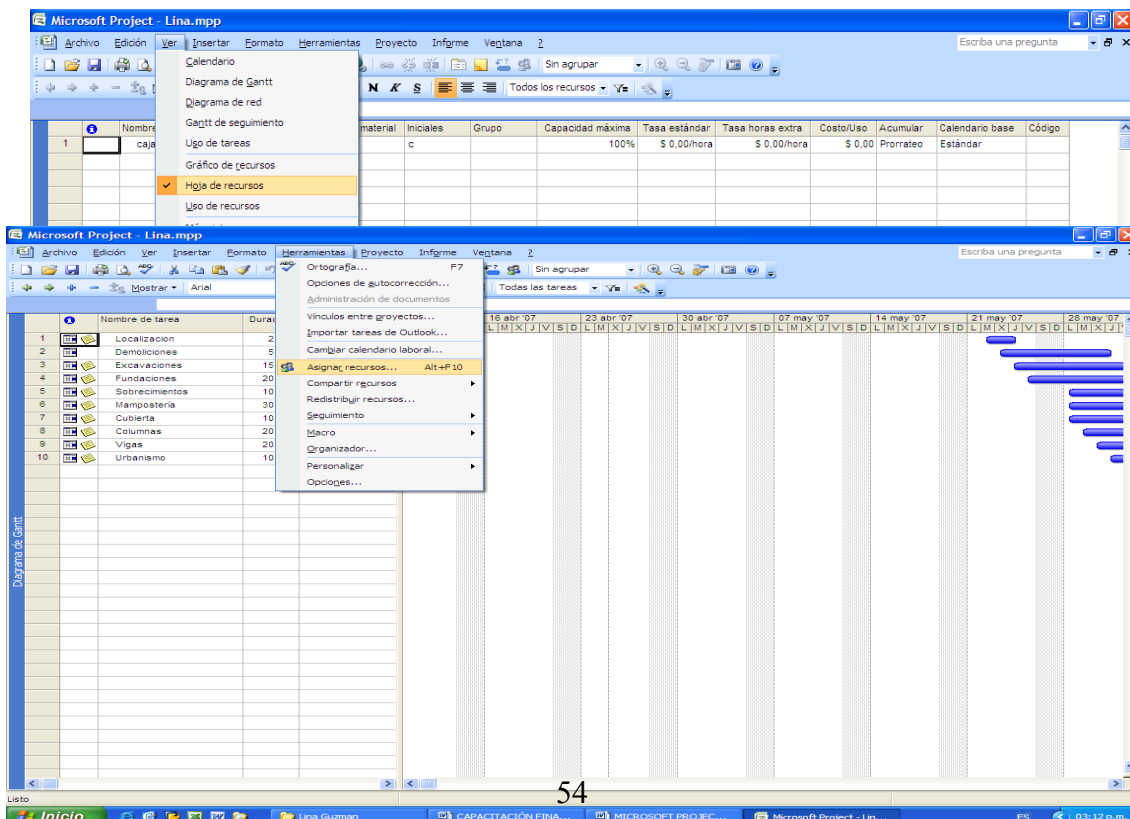 Microsoft Project - Lina.mpp
Archivo Edición Ver Insertar Formato Herramientas Proyecto Informe Ventana ? Escriba una pregunta
Sin agrupar
N K S Todos los recursos
Calendario
Diagrama de Gantt
Diagrama de red
Gantt de seguimiento
Uso de tareas
Gráfico de recursos
Hoja de recursos
Uso de recursos
Nombre material Iniciales Grupo Capacidad máxima Tasa estándar Tasa horas extra Costo/Uso Acumular Calendario base Código
1 caja c 100% $ 0,00/hora $ 0,00/hora $ 0,00 Prorrateo Estándar
Microsoft Project - Lina.mpp
Archivo Edición Ver Insertar Formato Herramientas Proyecto Informe Ventana ? Escriba una pregunta
Sin agrupar
Mostrar Arial Todas las tareas
Ortografía... F7
Opciones de autocorrección...
Administración de documentos
Vínculos entre proyectos...
Importar tareas de Outlook...
Cambiar calendario laboral...
Asignar recursos... Alt+F10
Compartir recursos
Redistribuir recursos...
Seguimiento
Macro
Organizador...
Personalizar
Opciones...
Nombre de tarea Durac
16 abr '07 23 abr '07 30 abr '07 07 may '07 14 may '07 21 may '07 28 may '07
L M X J V S D L M X J V S D L M X J V S D L M X J V S D L M X J V S D L M X J V S D L M X J
1 Localizacion 2
2 Demoliciones 5
3 Excavaciones 15
4 Fundaciones 20
5 Sobrecimientos 10
6 Mampostería 30
7 Cubierta 10
8 Columnas 20
9 Vigas 20
10 Urbanismo 10
Diagrama de Gantt
54
Listo
Inicio Lina Guzman CAPACITACIÓN FINA... MICROSOFT PROJEC... Microsoft Project - Lin... ES 03:12 p.m.